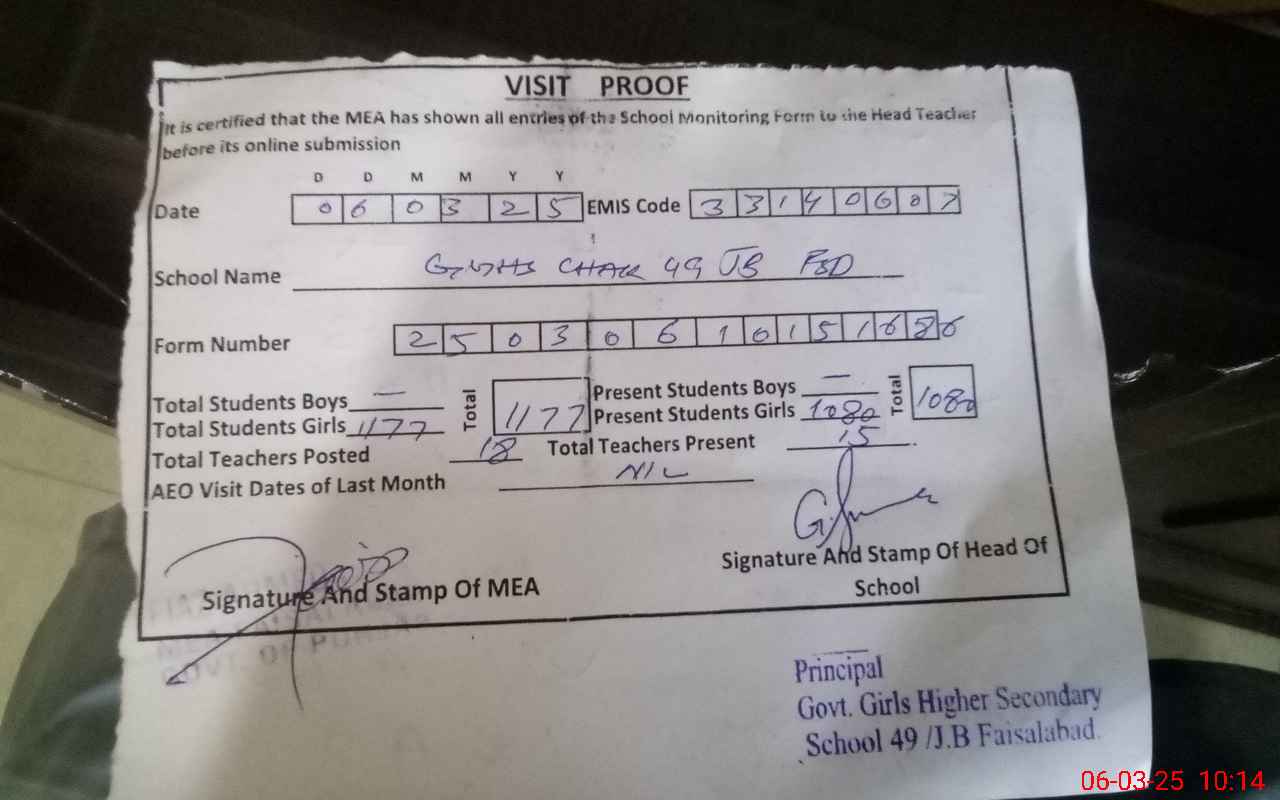 VISIT PROOF
It is certified that the MEA has shown all entries of the School Monitoring Form to the Head Teacher
before its online submission
D D M M Y Y
Date 0 6 0 3 2 5 EMIS Code 3 3 1 4 0 6 0 7
School Name GGHSS CHAK 49 JB FSD
Form Number 2 5 0 3 0 6 1 0 1 5 1 6 8 6
Total Students Boys — Total 1177 Present Students Boys — Total 1080
Total Students Girls 1177 Present Students Girls 1080
Total Teachers Posted 18 Total Teachers Present 15
AEO Visit Dates of Last Month NIL
Signature And Stamp Of MEA
Signature And Stamp Of Head Of
School
GOVT. OF PUNJAB
Principal
Govt. Girls Higher Secondary
School 49 /J.B Faisalabad.
06-03-25 10:14